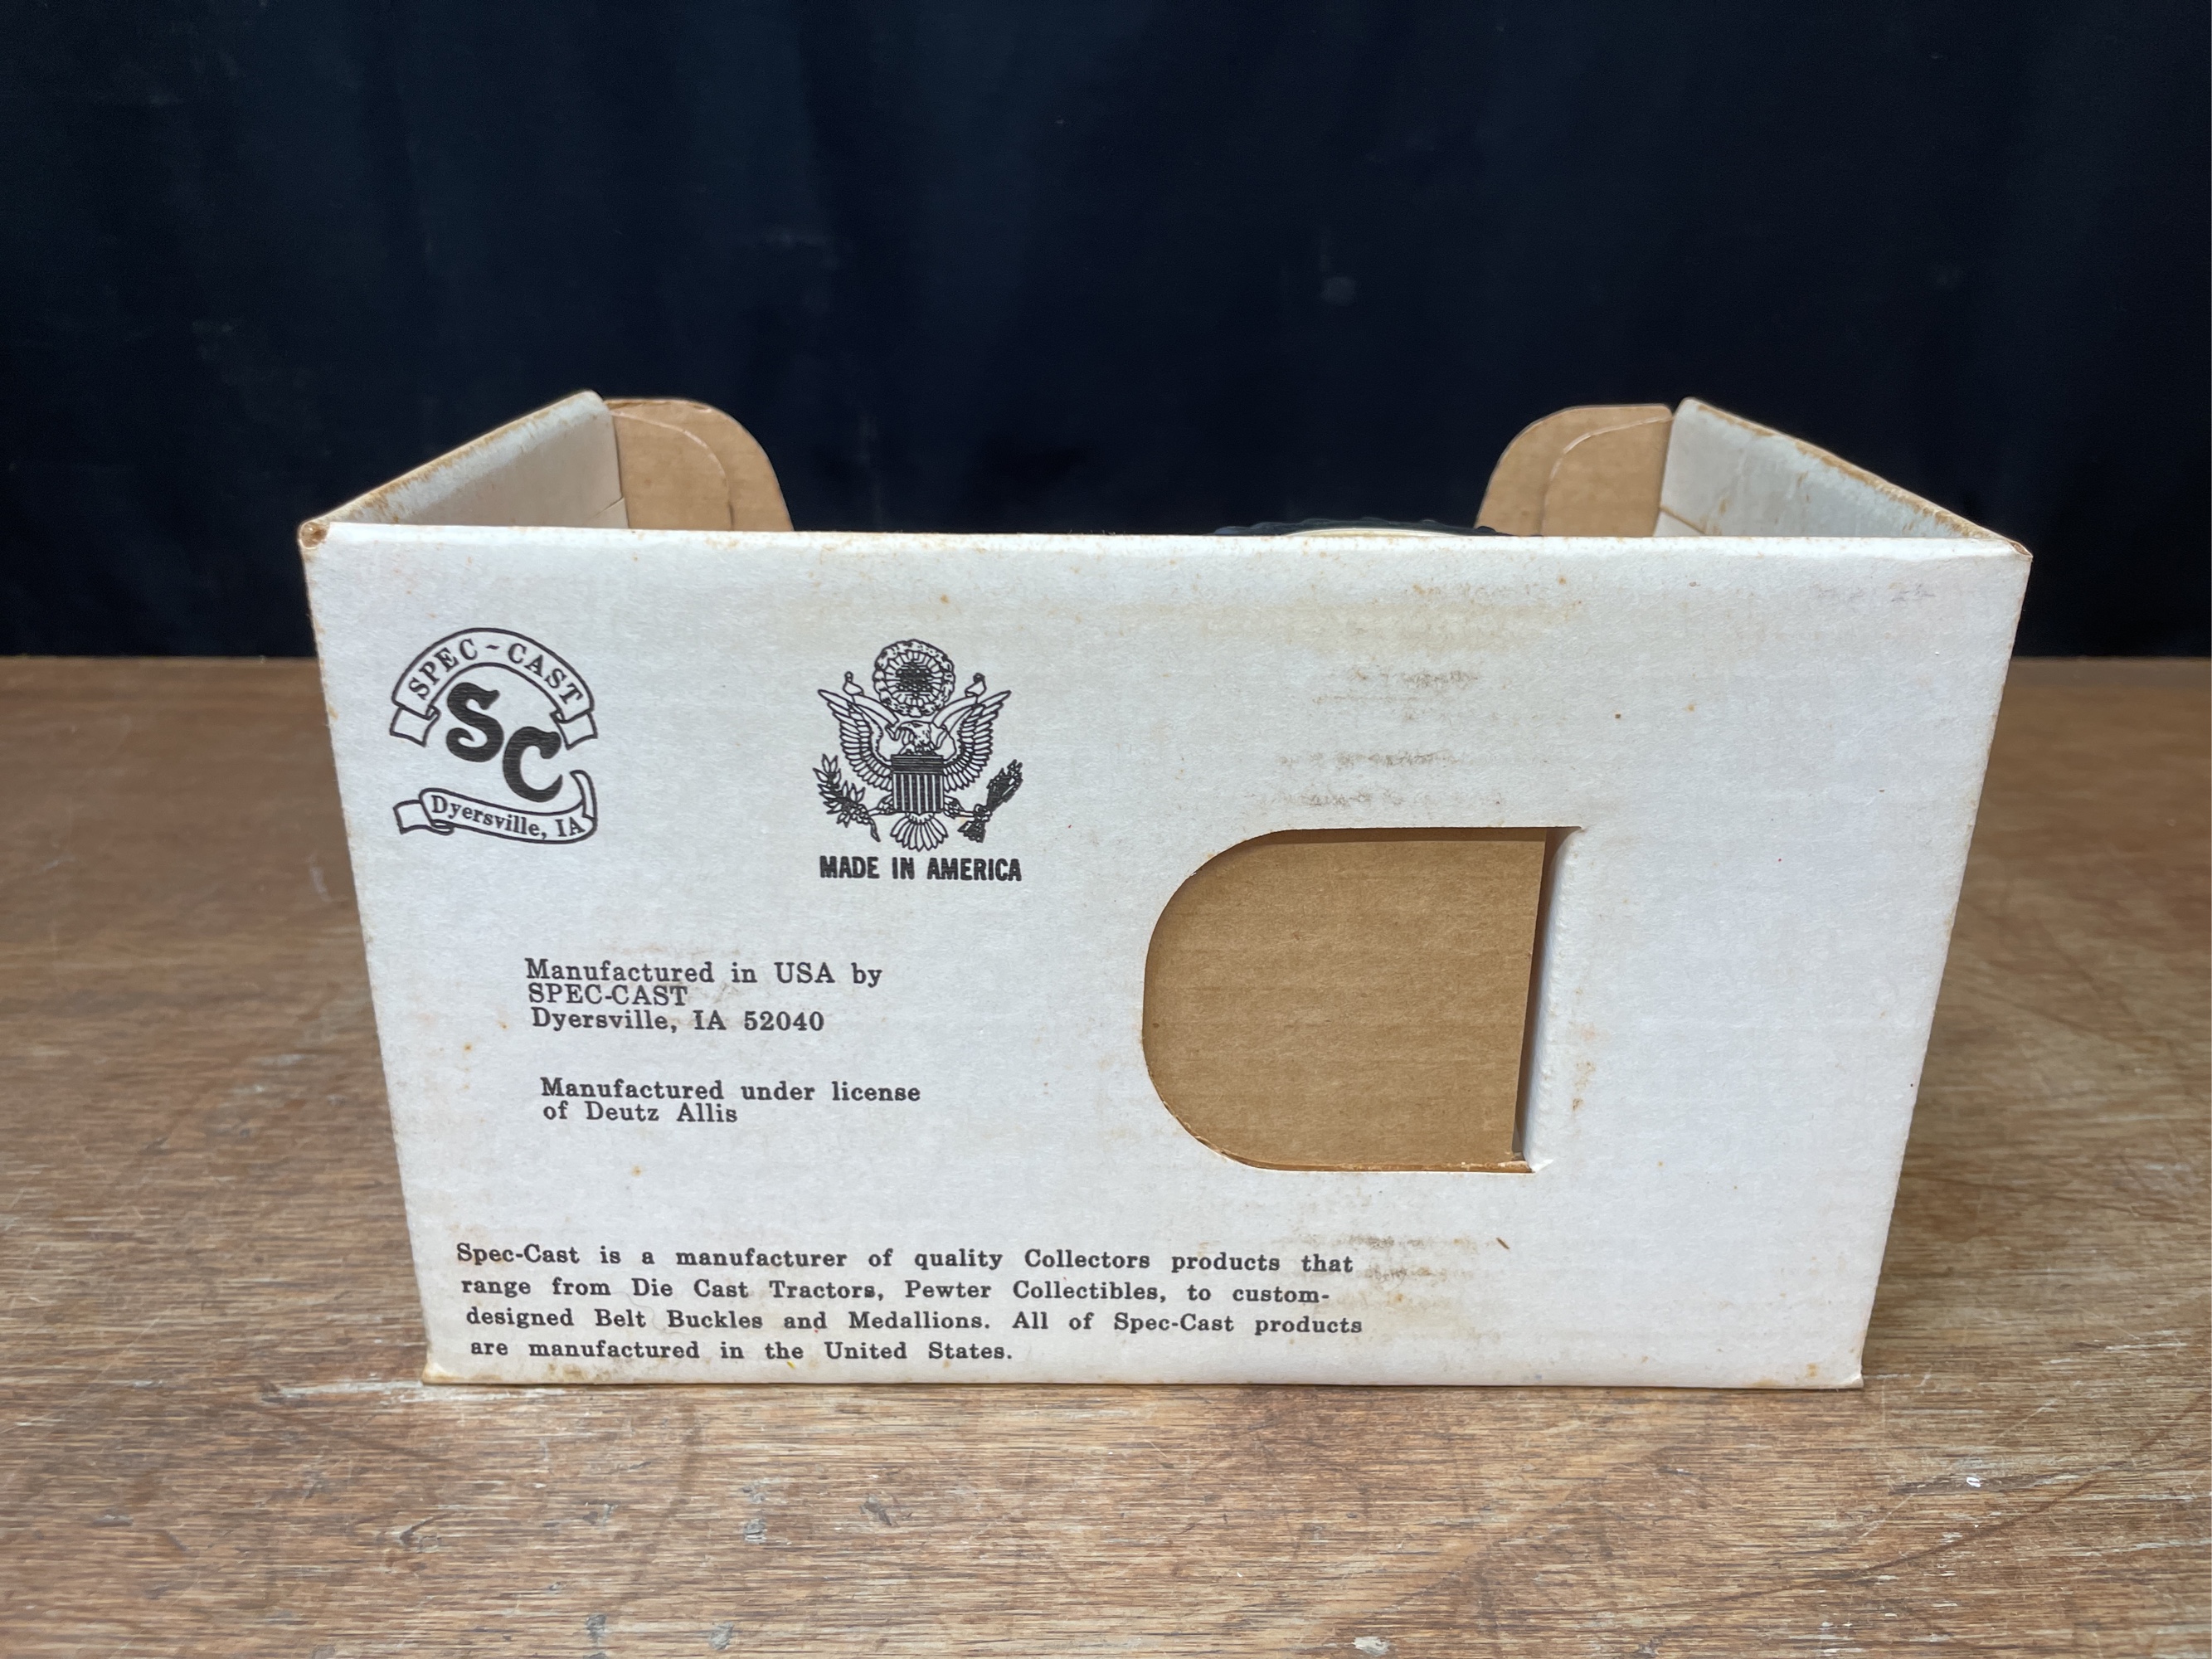 SPEC-CAST
SC
Dyersville, IA
MADE IN AMERICA
Manufactured in USA by
SPEC-CAST
Dyersville, IA 52040
Manufactured under license
of Deutz Allis
Spec-Cast is a manufacturer of quality Collectors products that
range from Die Cast Tractors, Pewter Collectibles, to custom-
designed Belt Buckles and Medallions. All of Spec-Cast products
are manufactured in the United States.